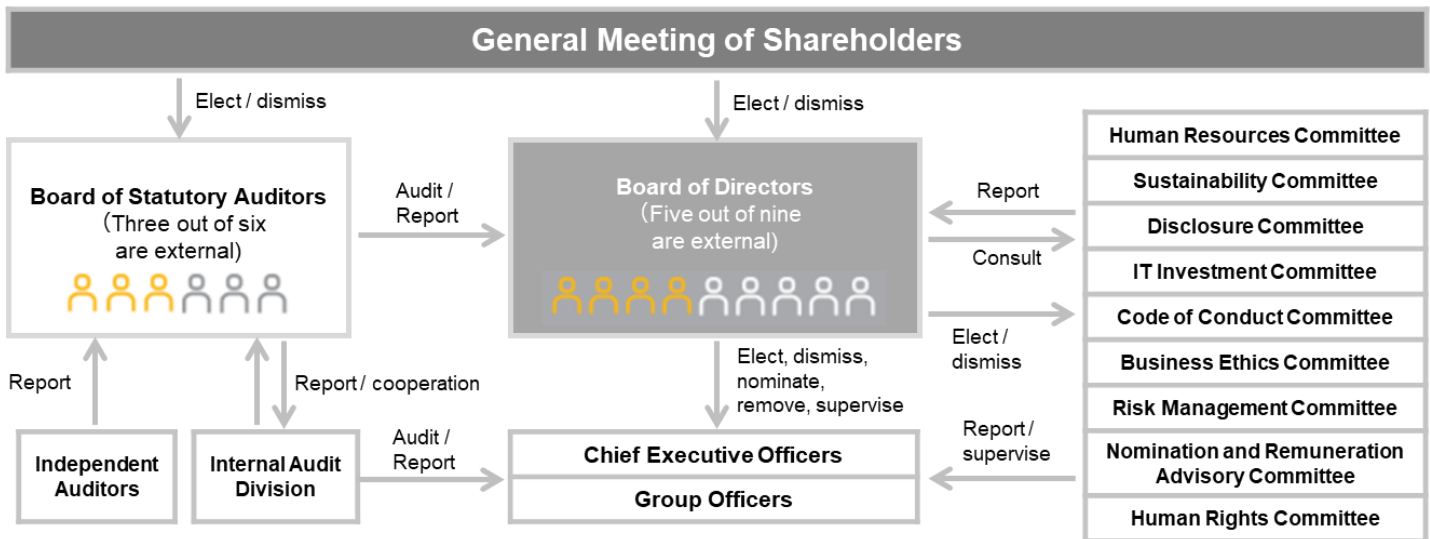 General Meeting of Shareholders
Elect / dismiss
Elect / dismiss
Board of Statutory Auditors
（Three out of six
are external)
Audit /
Report
Board of Directors
（Five out of nine
are external)
Report
Consult
Elect /
dismiss
Human Resources Committee
Sustainability Committee
Disclosure Committee
IT Investment Committee
Code of Conduct Committee
Business Ethics Committee
Risk Management Committee
Nomination and Remuneration
Advisory Committee
Human Rights Committee
Report
Report / cooperation
Elect, dismiss,
nominate,
remove, supervise
Report /
supervise
Independent
Auditors
Internal Audit
Division
Audit /
Report
Chief Executive Officers
Group Officers